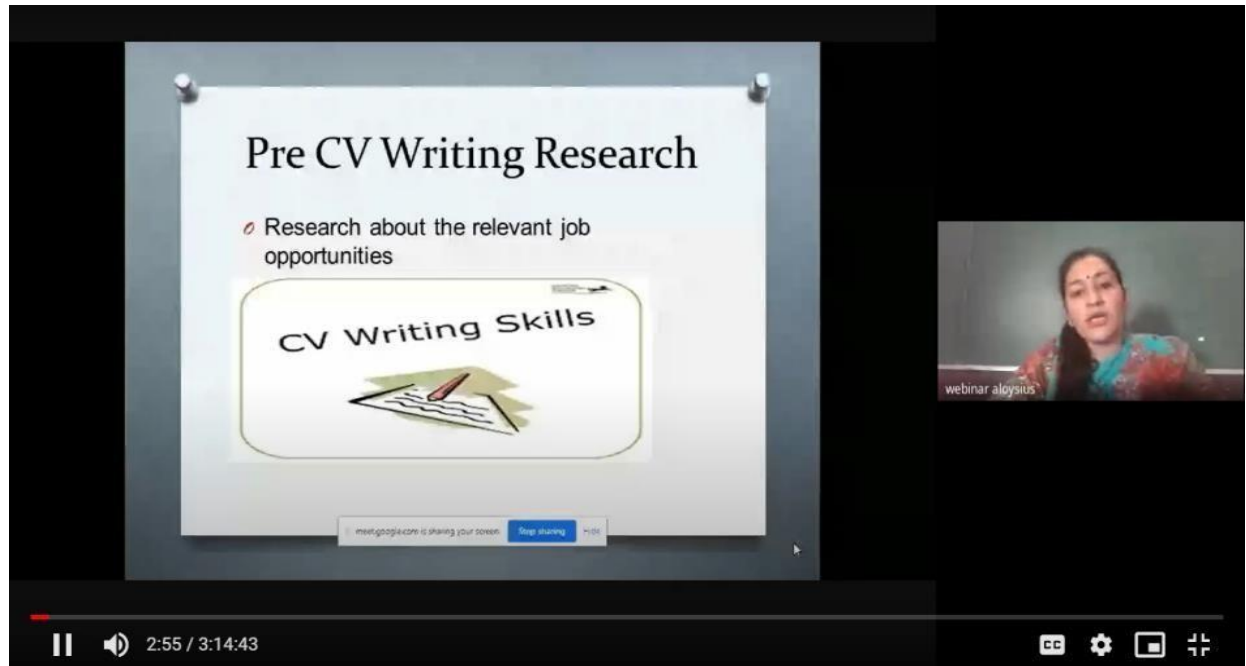 Pre CV Writing Research
Research about the relevant job
opportunities
CV Writing Skills
meet.google.com is sharing your screen Stop sharing Hide
webinar aloysius
2:55 / 3:14:43
CC